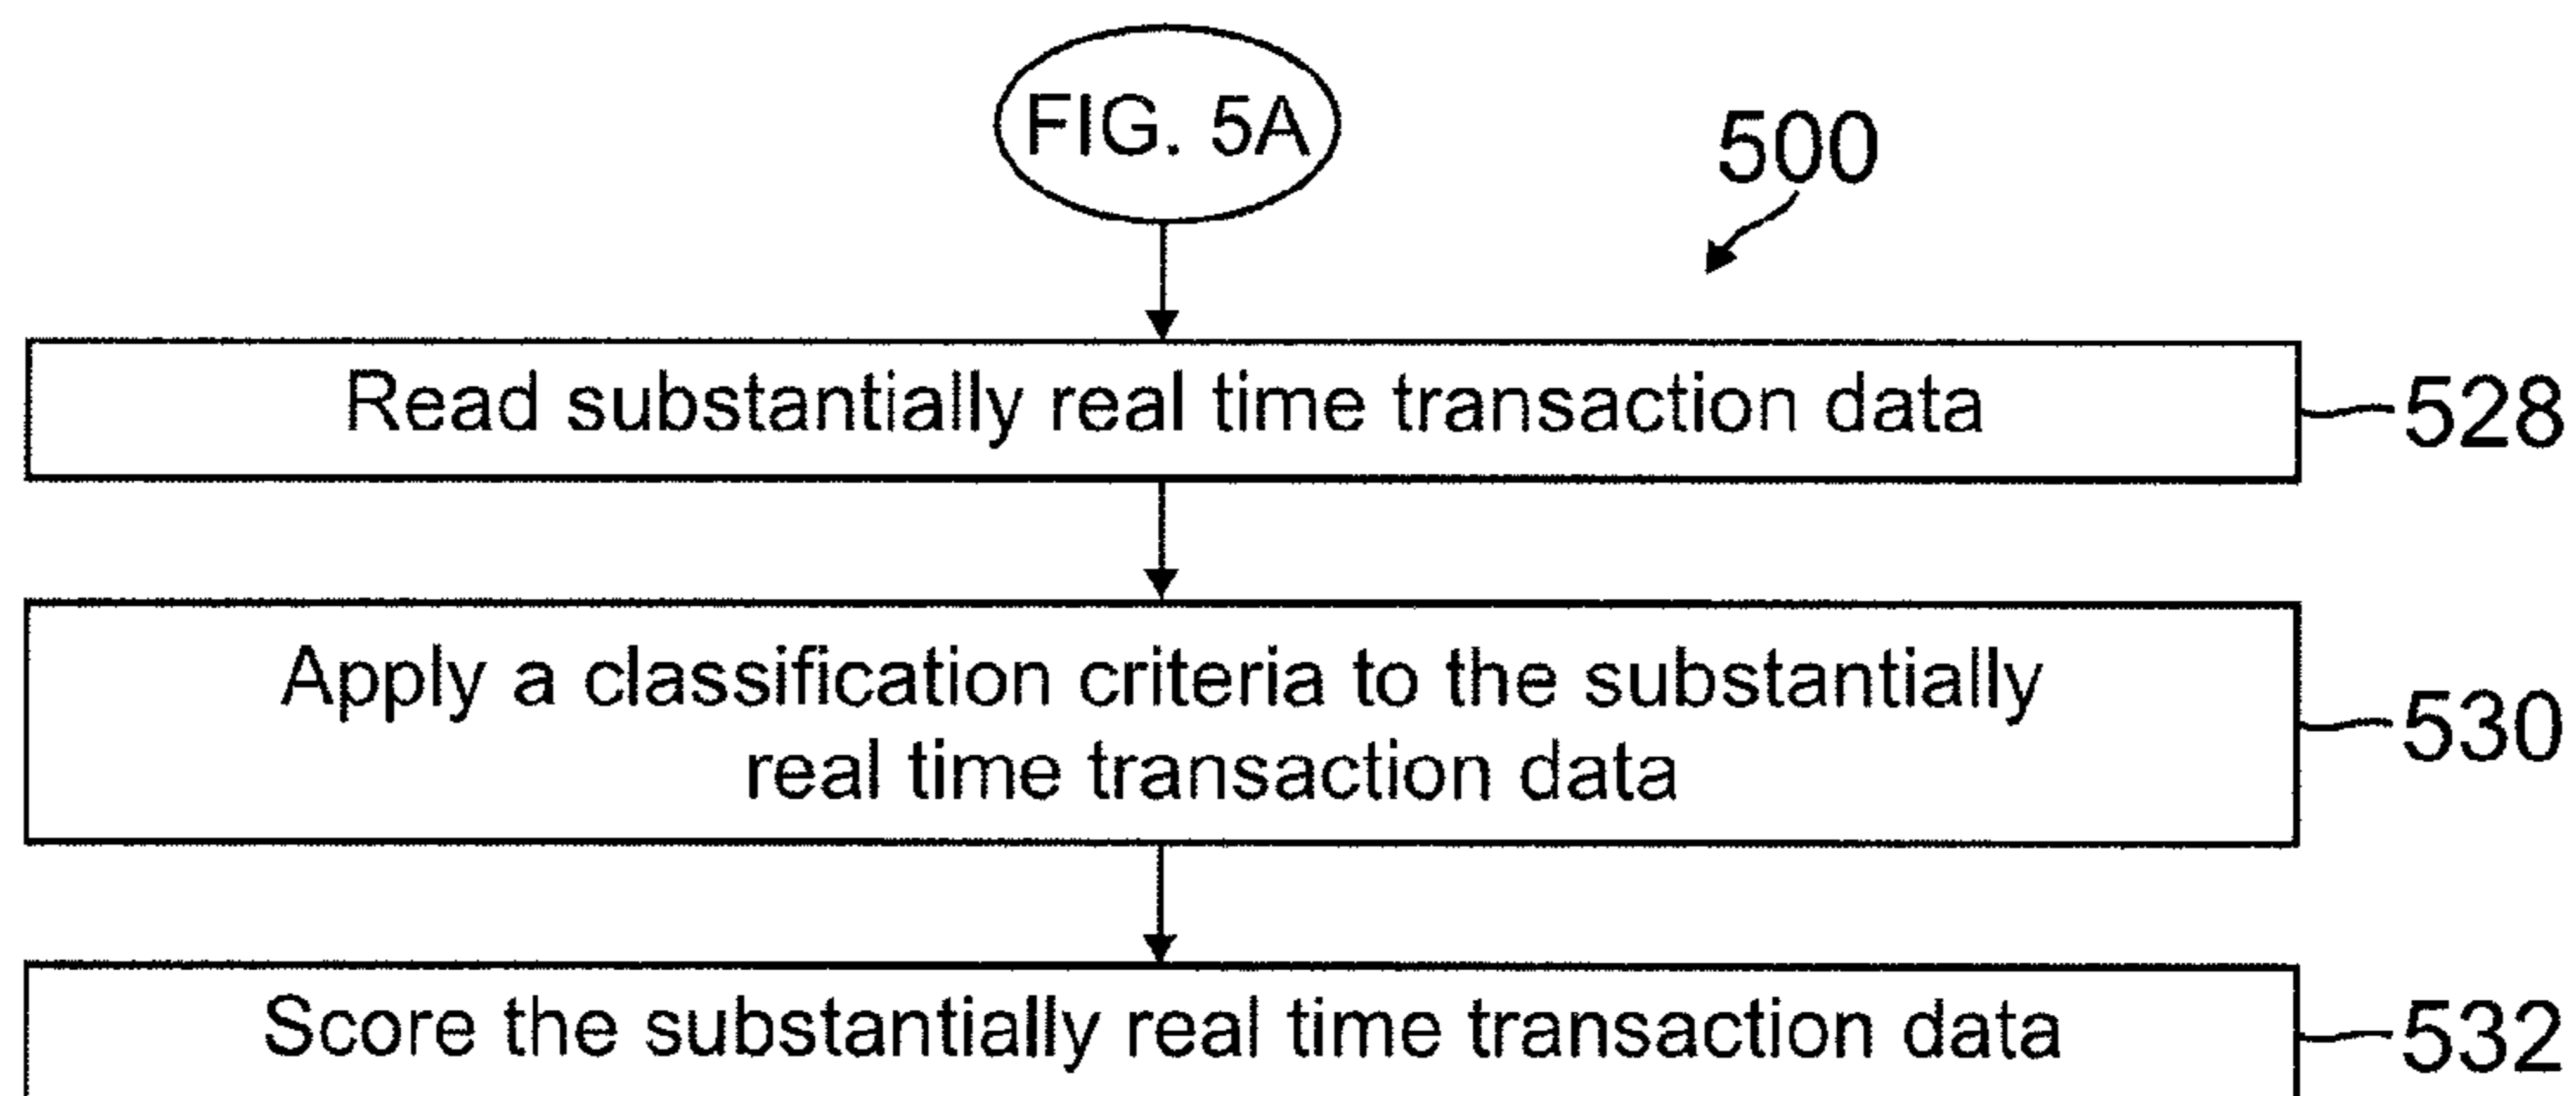 FIG. 5A
500
Read substantially real time transaction data
528
Apply a classification criteria to the substantially
real time transaction data
530
Score the substantially real time transaction data
532